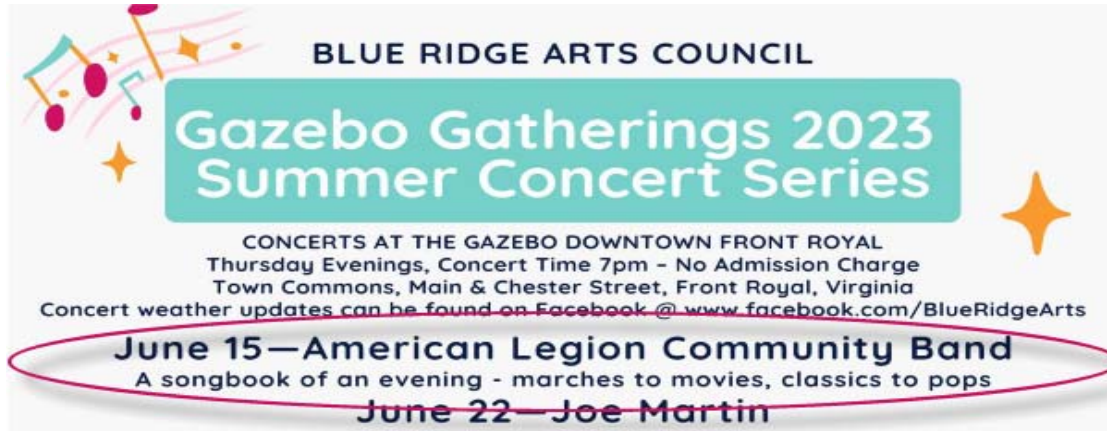 BLUE RIDGE ARTS COUNCIL
Gazebo Gatherings 2023
Summer Concert Series
CONCERTS AT THE GAZEBO DOWNTOWN FRONT ROYAL
Thursday Evenings, Concert Time 7pm – No Admission Charge
Town Commons, Main & Chester Street, Front Royal, Virginia
Concert weather updates can be found on Facebook @ www.facebook.com/BlueRidgeArts
June 15—American Legion Community Band
A songbook of an evening - marches to movies, classics to pops
June 22—Joe Martin